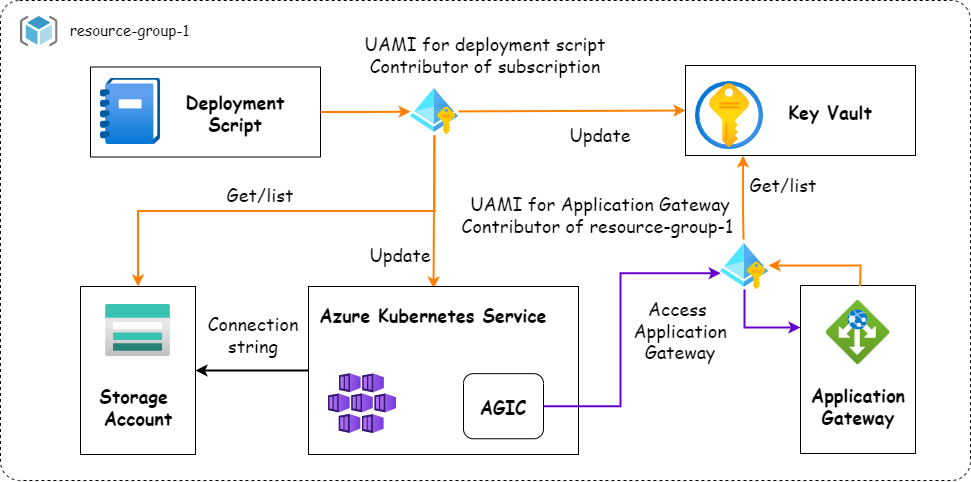 resource-group-1
UAMI for deployment script
Contributor of subscription
Deployment
Script
Key Vault
Update
Get/list
Get/list
UAMI for Application Gateway
Contributor of resource-group-1
Update
Azure Kubernetes Service
Connection
string
Access
Application
Gateway
Storage
Account
AGIC
Application
Gateway